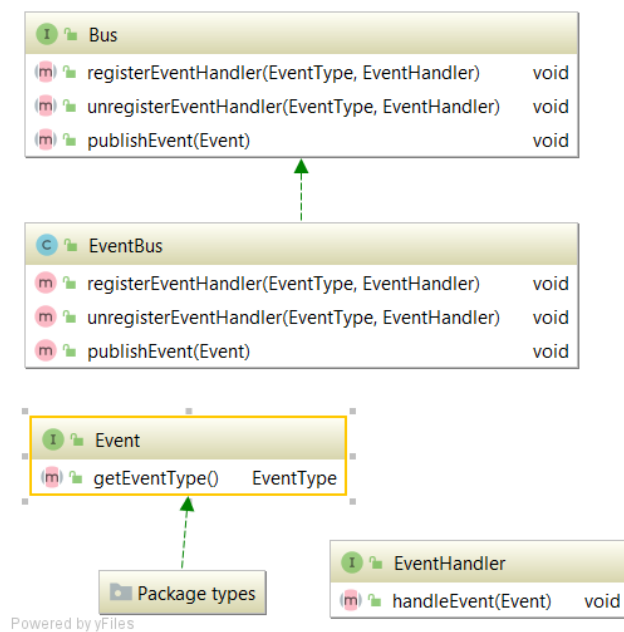 I Bus
m registerEventHandler(EventType, EventHandler) void
m unregisterEventHandler(EventType, EventHandler) void
m publishEvent(Event) void
C EventBus
m registerEventHandler(EventType, EventHandler) void
m unregisterEventHandler(EventType, EventHandler) void
m publishEvent(Event) void
I Event
m getEventType() EventType
Package types
I EventHandler
m handleEvent(Event) void
Powered by yFiles